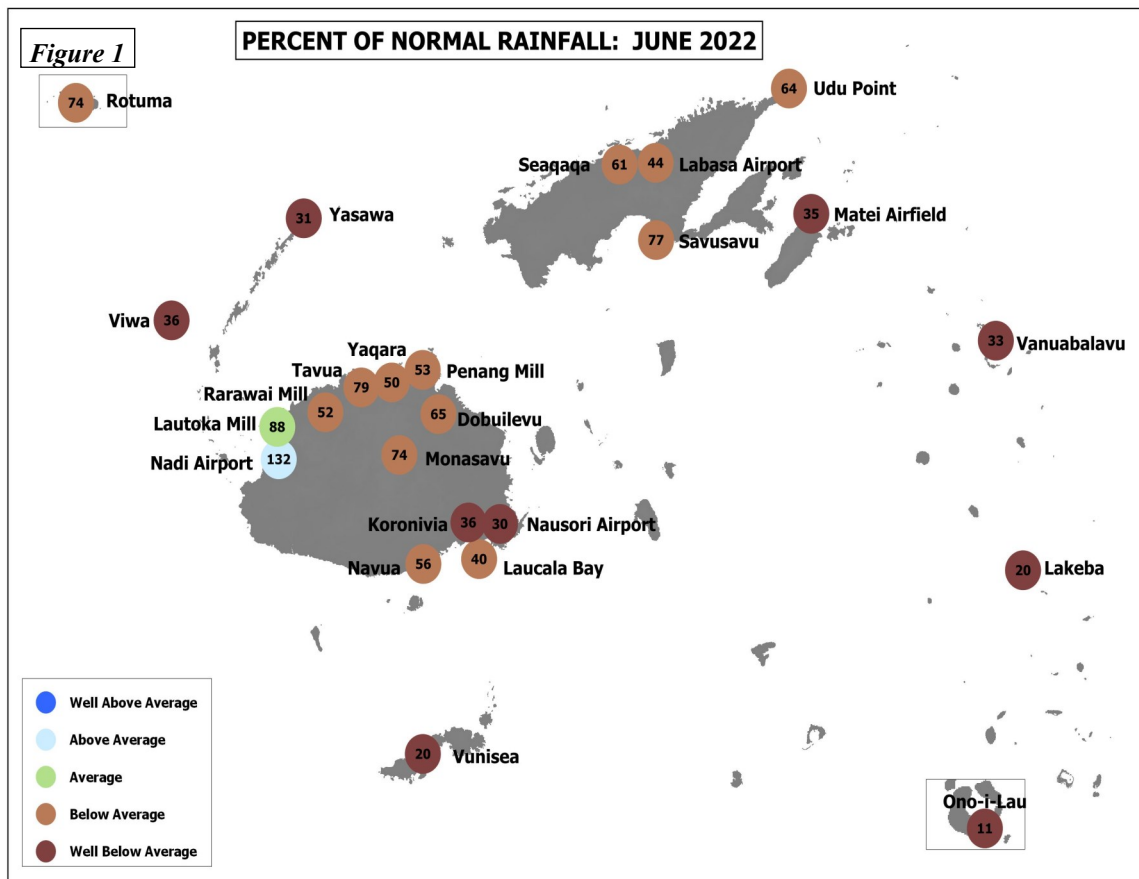 Figure 1
PERCENT OF NORMAL RAINFALL: JUNE 2022
74 Rotuma
64 Udu Point
Seaqaqa 61
44 Labasa Airport
31 Yasawa
35 Matei Airfield
77 Savusavu
Viwa 36
33 Vanuabalavu
Yaqara 50
53 Penang Mill
Tavua 79
Rarawai Mill 52
65 Dobuilevu
Lautoka Mill 88
Nadi Airport 132
74 Monasavu
Koronivia 36
30 Nausori Airport
Navua 56
40 Laucala Bay
20 Lakeba
20 Vunisea
Ono-i-Lau
11
Well Above Average
Above Average
Average
Below Average
Well Below Average